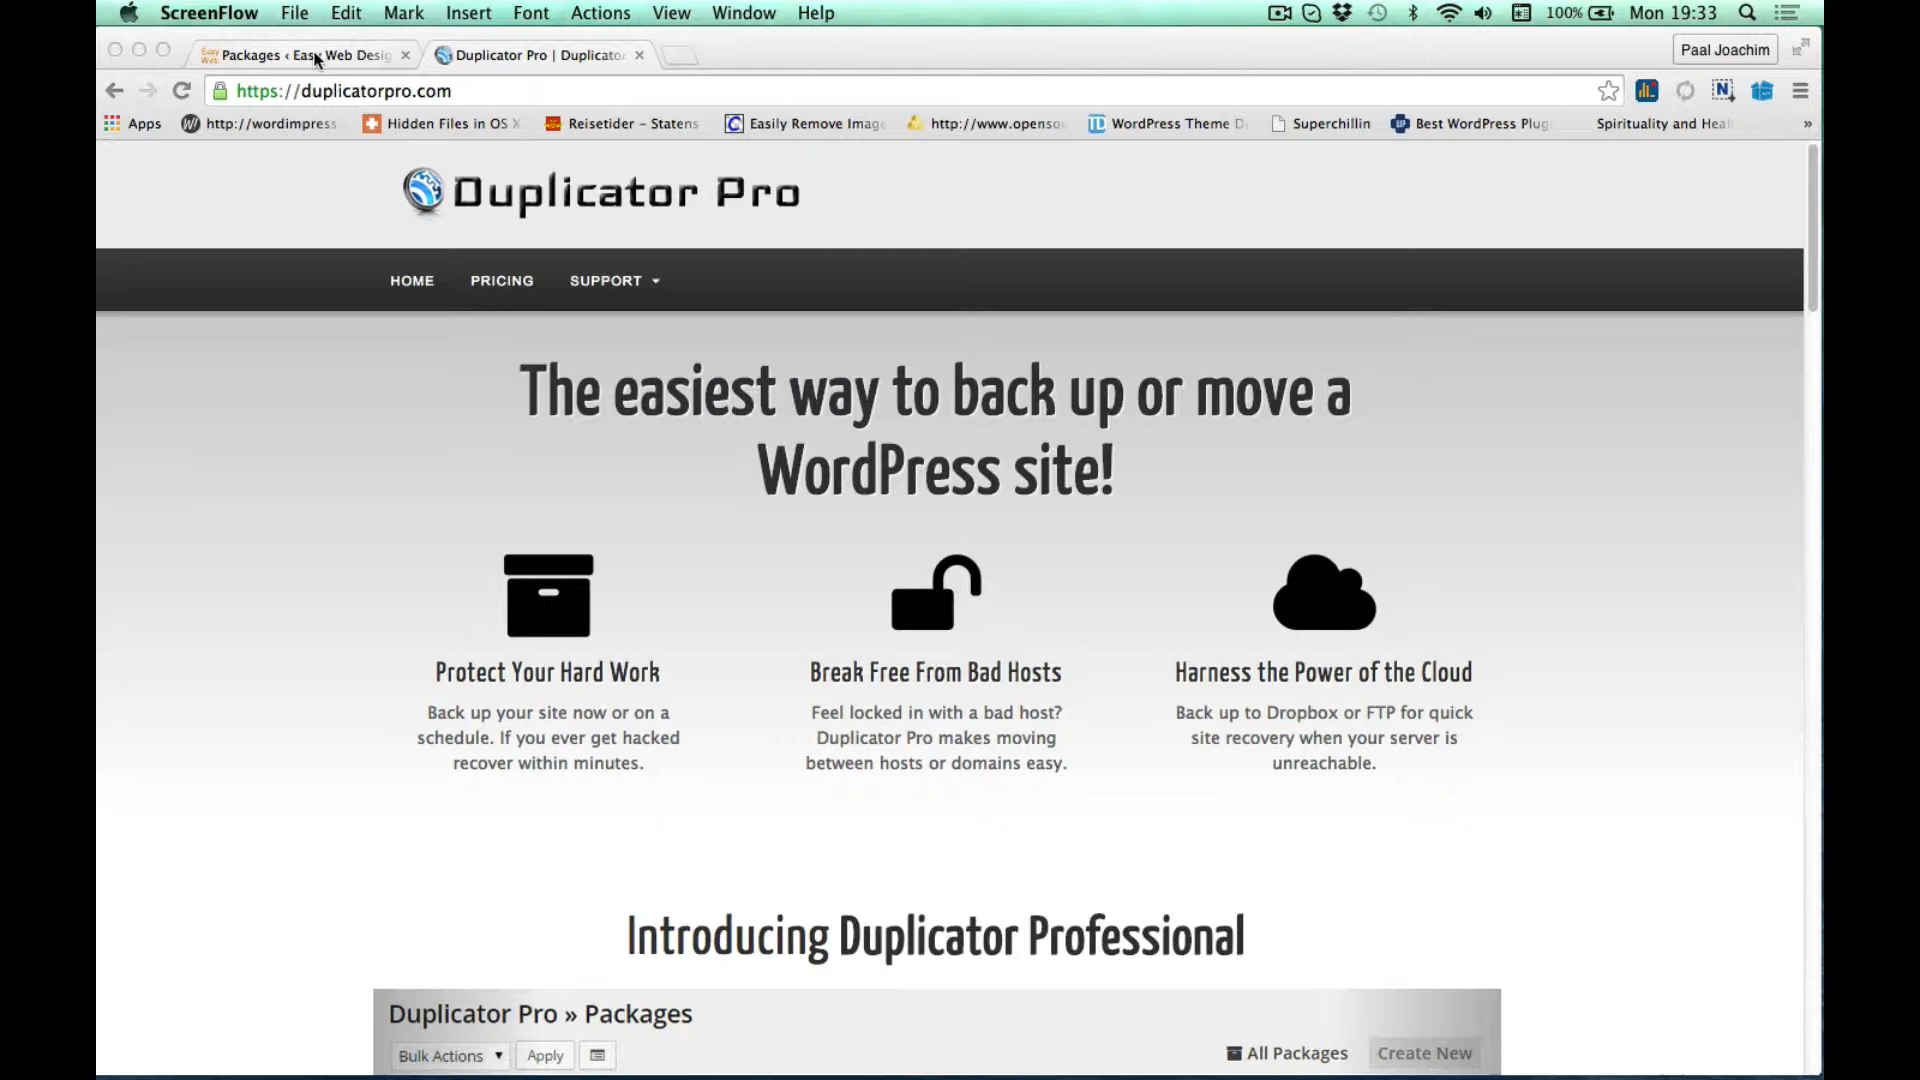 ScreenFlow File Edit Mark Insert Font Actions View Window Help 100% Mon 19:33
Packages ‹ Easy Web Desig Duplicator Pro | Duplicator Paal Joachim
https://duplicatorpro.com
Apps http://wordimpress Hidden Files in OS X Reisetider – Statens Easily Remove Image http://www.openso WordPress Theme D Superchillin Best WordPress Plug Spirituality and Heal »
Duplicator Pro
HOME PRICING SUPPORT
The easiest way to back up or move a
WordPress site!
Protect Your Hard Work
Back up your site now or on a
schedule. If you ever get hacked
recover within minutes.
Break Free From Bad Hosts
Feel locked in with a bad host?
Duplicator Pro makes moving
between hosts or domains easy.
Harness the Power of the Cloud
Back up to Dropbox or FTP for quick
site recovery when your server is
unreachable.
Introducing Duplicator Professional
Duplicator Pro » Packages
Bulk Actions Apply All Packages Create New